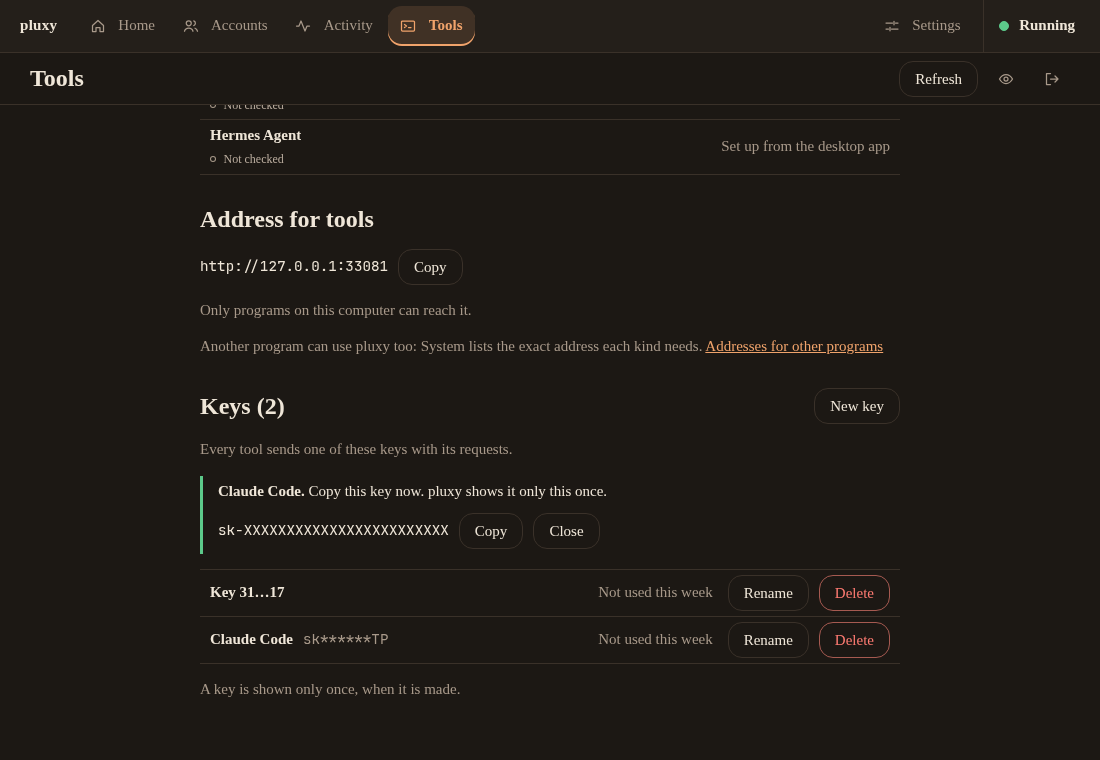 pluxy
Home
Accounts
Activity
Tools
Settings
Running
Tools
Refresh
Not checked
Hermes Agent
Not checked
Set up from the desktop app
Address for tools
http://127.0.0.1:33081
Copy
Only programs on this computer can reach it.
Another program can use pluxy too: System lists the exact address each kind needs. Addresses for other programs
Keys (2)
New key
Every tool sends one of these keys with its requests.
Claude Code. Copy this key now. pluxy shows it only this once.
sk-XXXXXXXXXXXXXXXXXXXXXXXX
Copy
Close
Key 31…17
Not used this week
Rename
Delete
Claude Code sk******TP
Not used this week
Rename
Delete
A key is shown only once, when it is made.